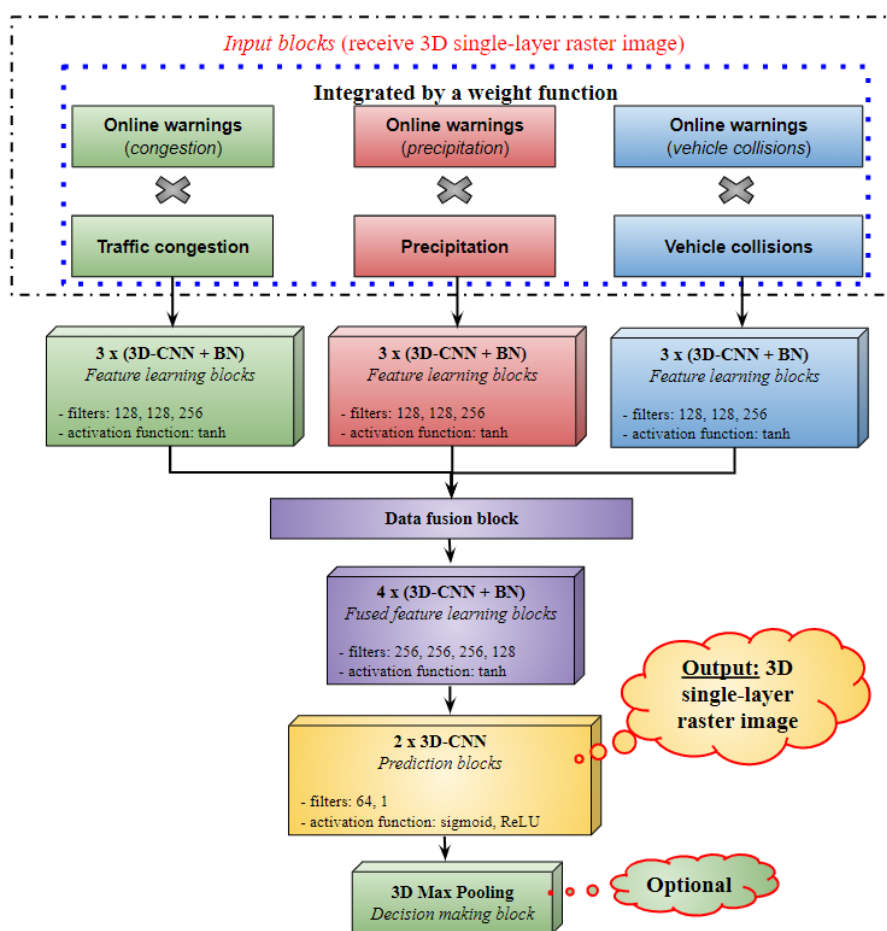 Input blocks (receive 3D single-layer raster image)
Integrated by a weight function
Online warnings
(congestion)
Online warnings
(precipitation)
Online warnings
(vehicle collisions)
Traffic congestion
Precipitation
Vehicle collisions
3 x (3D-CNN + BN)
Feature learning blocks
- filters: 128, 128, 256
- activation function: tanh
3 x (3D-CNN + BN)
Feature learning blocks
- filters: 128, 128, 256
- activation function: tanh
3 x (3D-CNN + BN)
Feature learning blocks
- filters: 128, 128, 256
- activation function: tanh
Data fusion block
4 x (3D-CNN + BN)
Fused feature learning blocks
- filters: 256, 256, 256, 128
- activation function: tanh
Output: 3D
single-layer
raster image
2 x 3D-CNN
Prediction blocks
- filters: 64, 1
- activation function: sigmoid, ReLU
3D Max Pooling
Decision making block
Optional